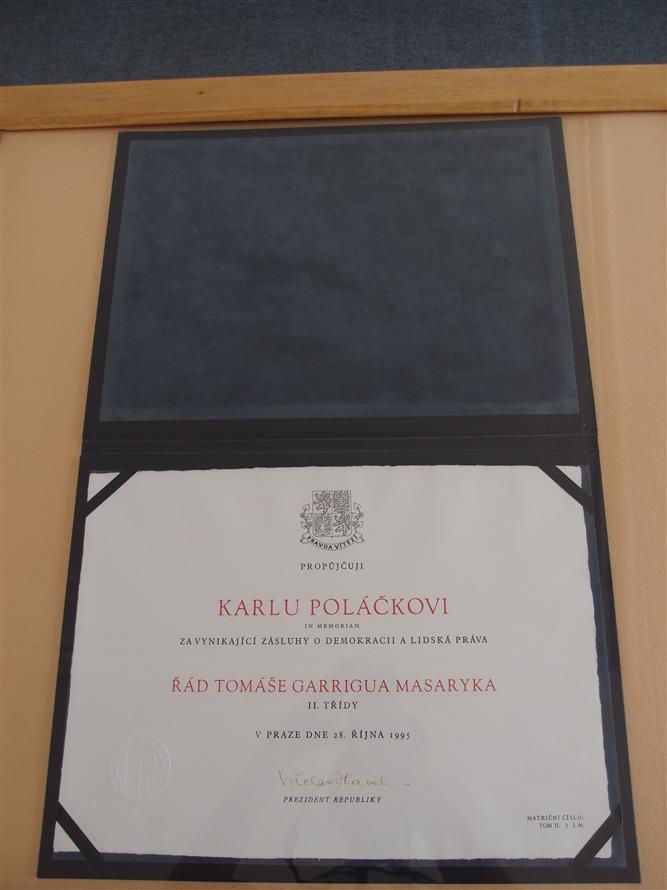 PRAVDA VÍTĚZÍ
PROPŮJČUJI
KARLU POLÁČKOVI
IN MEMORIAM
ZA VYNIKAJÍCÍ ZÁSLUHY O DEMOKRACII A LIDSKÁ PRÁVA
ŘÁD TOMÁŠE GARRIGUA MASARYKA
II. TŘÍDY
V PRAZE DNE 28. ŘÍJNA 1995
Václav Havel
PREZIDENT REPUBLIKY
MATRIČNÍ ČÍSLO:
TGM II. 3 I.M.